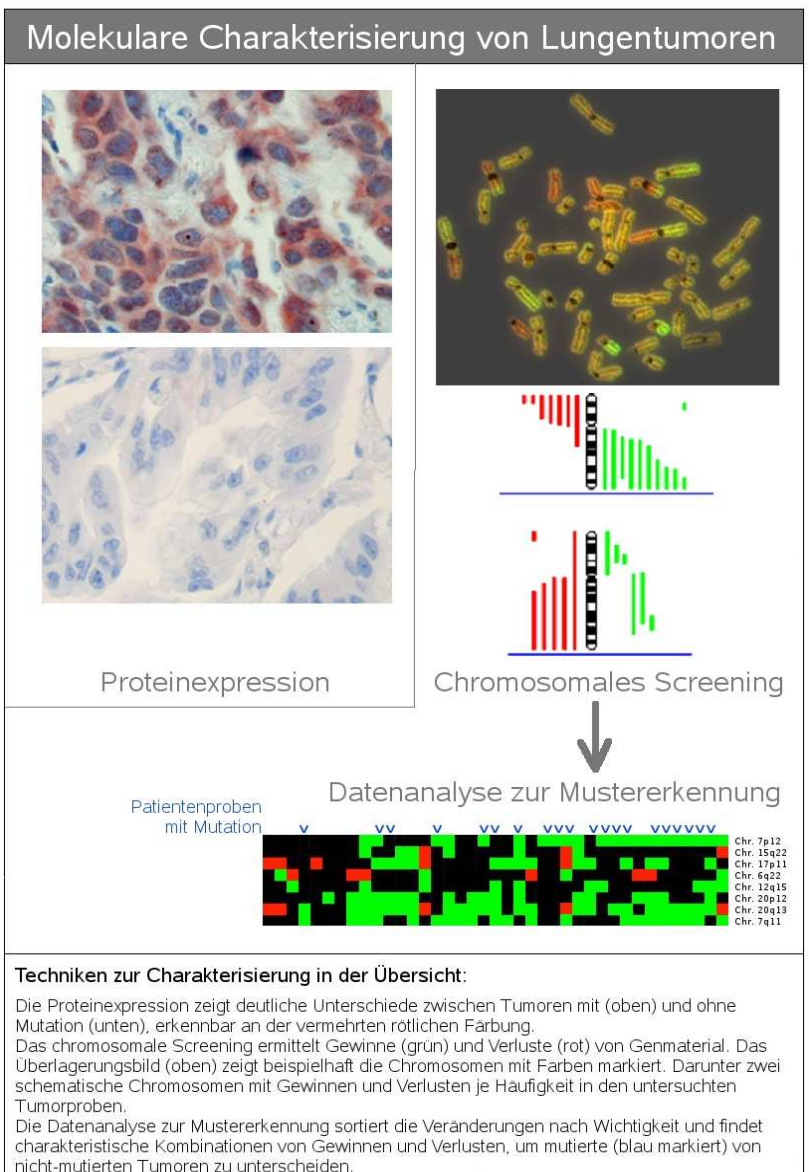 Molekulare Charakterisierung von Lungentumoren
Proteinexpression
Chromosomales Screening
Datenanalyse zur Mustererkennung
Patientenproben
mit Mutation
v v v v v v v v v v v v v v v v v v v v v
Chr. 7p12
Chr. 15q22
Chr. 17p11
Chr. 6q22
Chr. 12q15
Chr. 20p12
Chr. 20q13
Chr. 7q11
Techniken zur Charakterisierung in der Übersicht:
Die Proteinexpression zeigt deutliche Unterschiede zwischen Tumoren mit (oben) und ohne
Mutation (unten), erkennbar an der vermehrten rötlichen Färbung.
Das chromosomale Screening ermittelt Gewinne (grün) und Verluste (rot) von Genmaterial. Das
Überlagerungsbild (oben) zeigt beispielhaft die Chromosomen mit Farben markiert. Darunter zwei
schematische Chromosomen mit Gewinnen und Verlusten je Häufigkeit in den untersuchten
Tumorproben.
Die Datenanalyse zur Mustererkennung sortiert die Veränderungen nach Wichtigkeit und findet
charakteristische Kombinationen von Gewinnen und Verlusten, um mutierte (blau markiert) von
nicht-mutierten Tumoren zu unterscheiden.